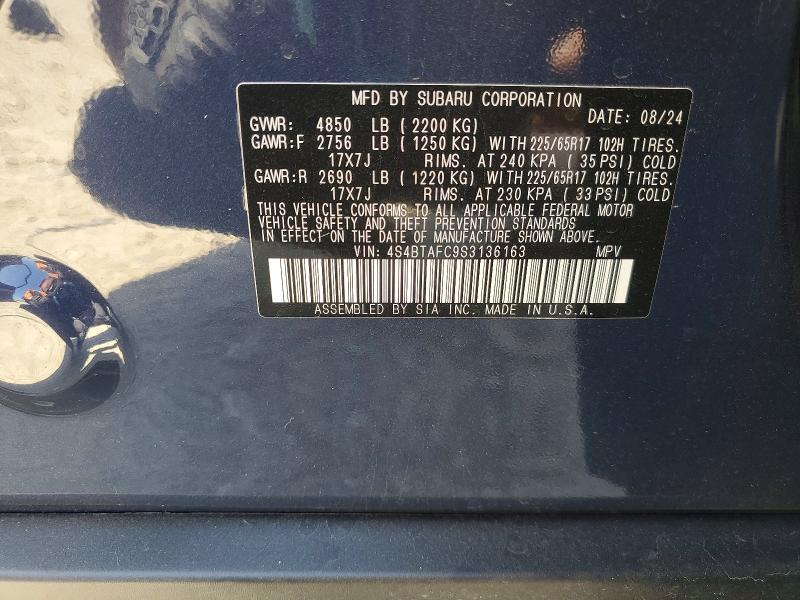 MFD BY SUBARU CORPORATION
DATE: 08/24
GVWR: 4850 LB ( 2200 KG)
GAWR:F 2756 LB ( 1250 KG) WITH 225/65R17 102H TIRES.
17X7J RIMS. AT 240 KPA ( 35 PSI) COLD
GAWR:R 2690 LB ( 1220 KG) WITH 225/65R17 102H TIRES.
17X7J RIMS. AT 230 KPA ( 33 PSI) COLD
THIS VEHICLE CONFORMS TO ALL APPLICABLE FEDERAL MOTOR
VEHICLE SAFETY AND THEFT PREVENTION STANDARDS
IN EFFECT ON THE DATE OF MANUFACTURE SHOWN ABOVE.
VIN: 4S4BTAFC9S3136163 MPV
ASSEMBLED BY SIA INC. MADE IN U.S.A.